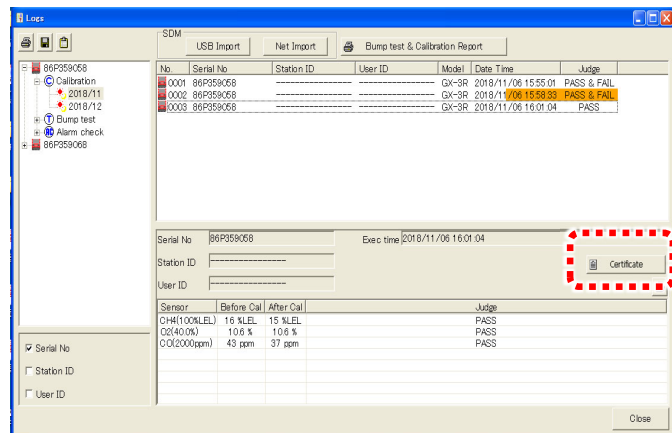 Logs
SDM
USB Import Net Import Bump test & Calibration Report
86P359058
Calibration
2018/11
2018/12
Bump test
Alarm check
86P359068
No. Serial No Station ID User ID Model Date Time Judge
0001 86P359058 ---------------- ---------------- GX-3R 2018/11/06 15:55:01 PASS & FAIL
0002 86P359058 ---------------- ---------------- GX-3R 2018/11/06 15:58:33 PASS & FAIL
0003 86P359058 ---------------- ---------------- GX-3R 2018/11/06 16:01:04 PASS
Serial No 86P359058 Exec time 2018/11/06 16:01:04
Station ID ----------------
Certificate
User ID ----------------
Sensor Before Cal After Cal Judge
CH4(100%LEL) 16 %LEL 15 %LEL PASS
O2(40.0%) 10.6 % 10.6 % PASS
CO(2000ppm) 43 ppm 37 ppm PASS
Serial No
Station ID
User ID
Close